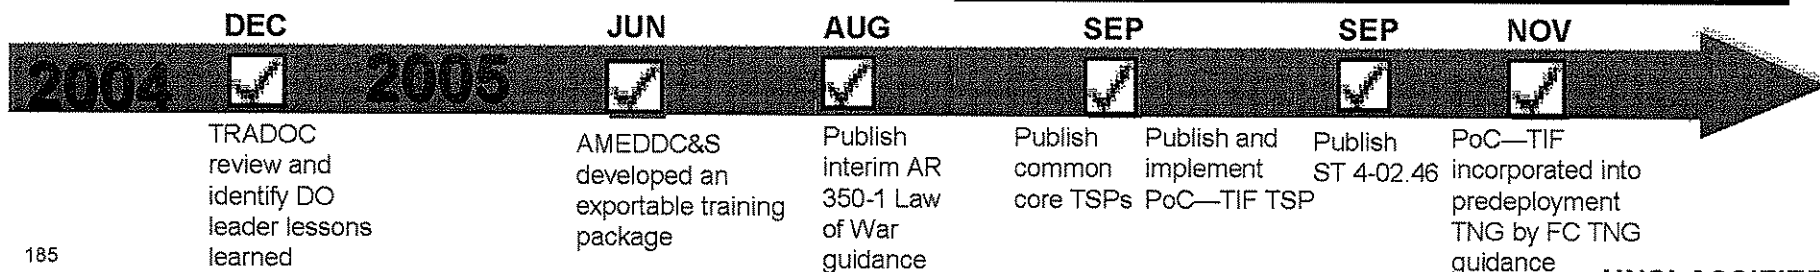 DEC JUN AUG SEP SEP NOV
2004 2005
TRADOC
review and
identify DO
leader lessons
learned
AMEDDC&S
developed an
exportable training
package
Publish
interim AR
350-1 Law
of War
guidance
Publish
common
core TSPs
Publish and
implement
PoC—TIF TSP
Publish
ST 4-02.46
PoC—TIF
incorporated into
predeployment
TNG by FC TNG
guidance
185